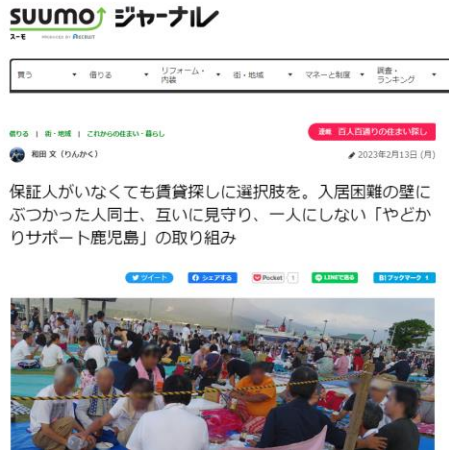 suumo ジャーナル
スーモ PRODUCED BY RECRUIT
買う 借りる リフォーム・内装 街・地域 マネーと制度 調査・ランキング
借りる | 街・地域 | これからの住まい・暮らし
連載 百人百通りの住まい探し
和田 文（りんかく）
2023年2月13日 (月)
保証人がいなくても賃貸探しに選択肢を。入居困難の壁に
ぶつかった人同士、互いに見守り、一人にしない「やどか
りサポート鹿児島」の取り組み
ツイート シェアする Pocket 1 LINEで送る B! ブックマーク 1